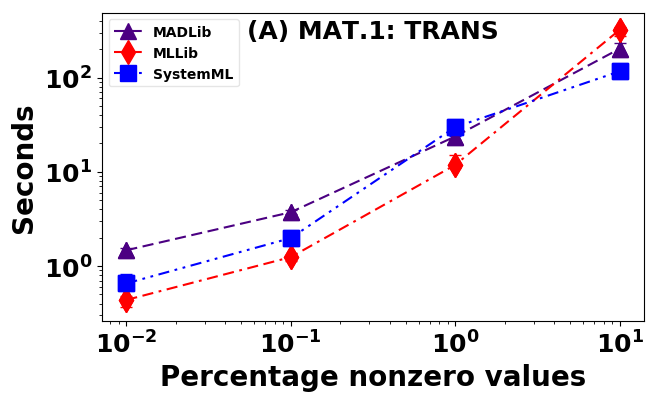 (A) MAT.1: TRANS
MADLib
MLLib
SystemML
Seconds
10²
10¹
10⁰
10⁻²
10⁻¹
10⁰
10¹
Percentage nonzero values